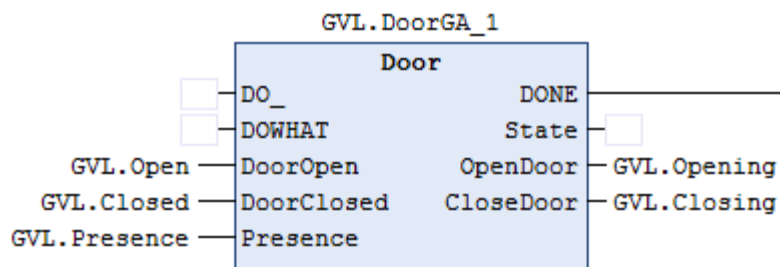 GVL.DoorGA_1
Door
DO_ DONE
DOWHAT State
GVL.Open DoorOpen OpenDoor GVL.Opening
GVL.Closed DoorClosed CloseDoor GVL.Closing
GVL.Presence Presence